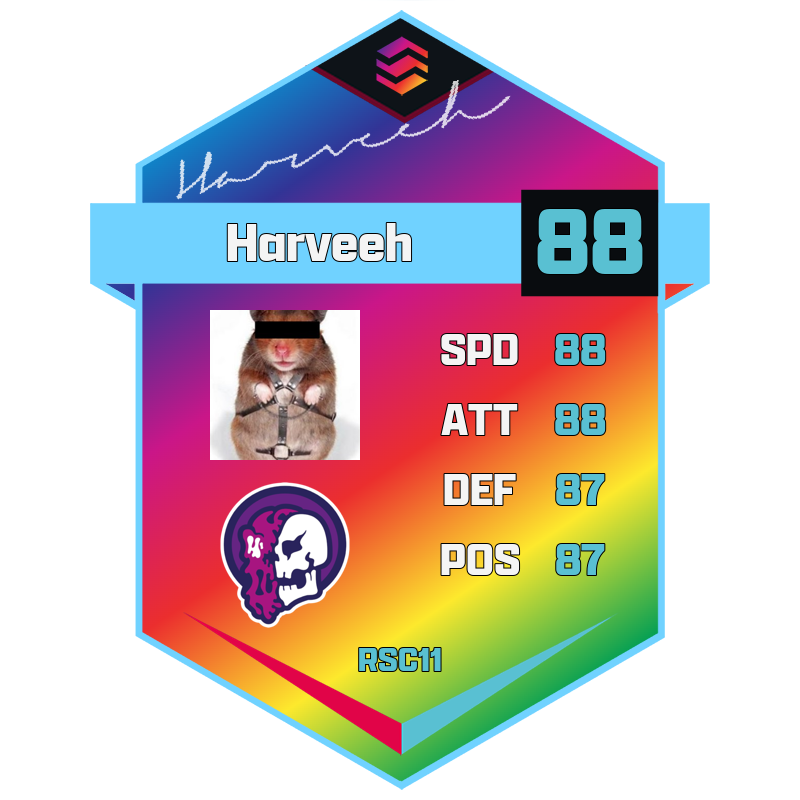 Harveeh
Harveeh 88
SPD 88
ATT 88
DEF 87
POS 87
RSC11